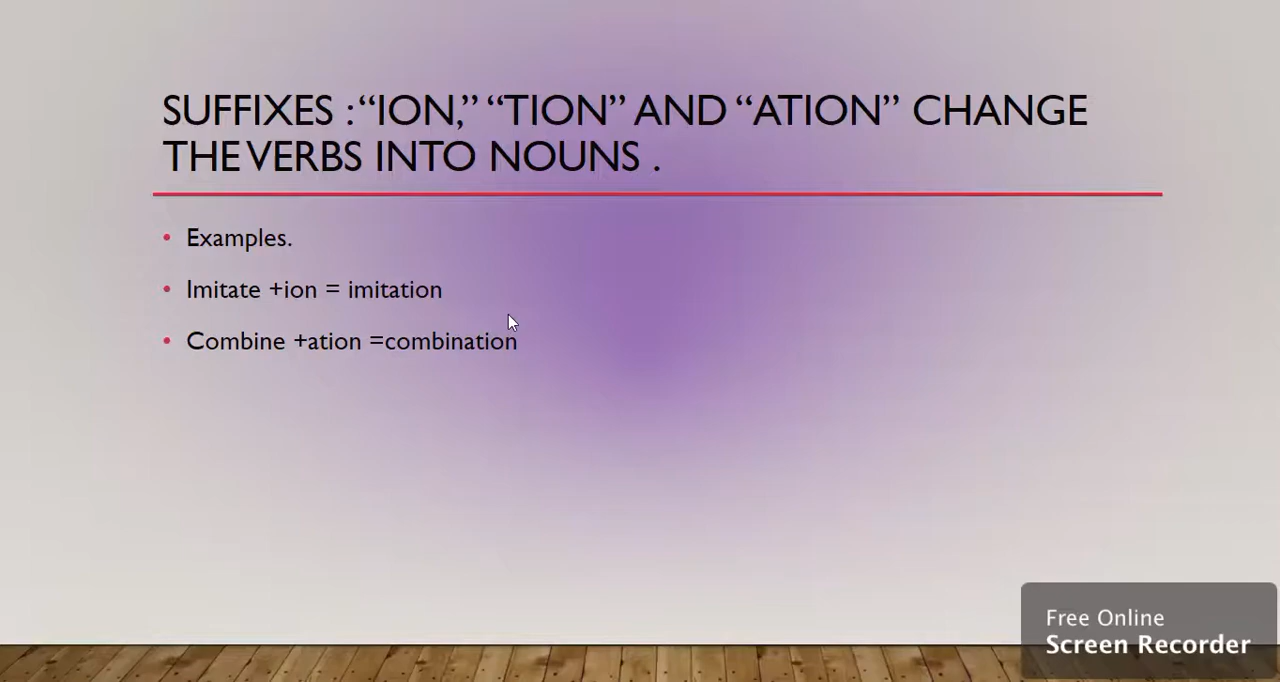 SUFFIXES : “ION,” “TION” AND “ATION” CHANGE
THE VERBS INTO NOUNS .
Examples.
Imitate +ion = imitation
Combine +ation =combination
Free Online
Screen Recorder